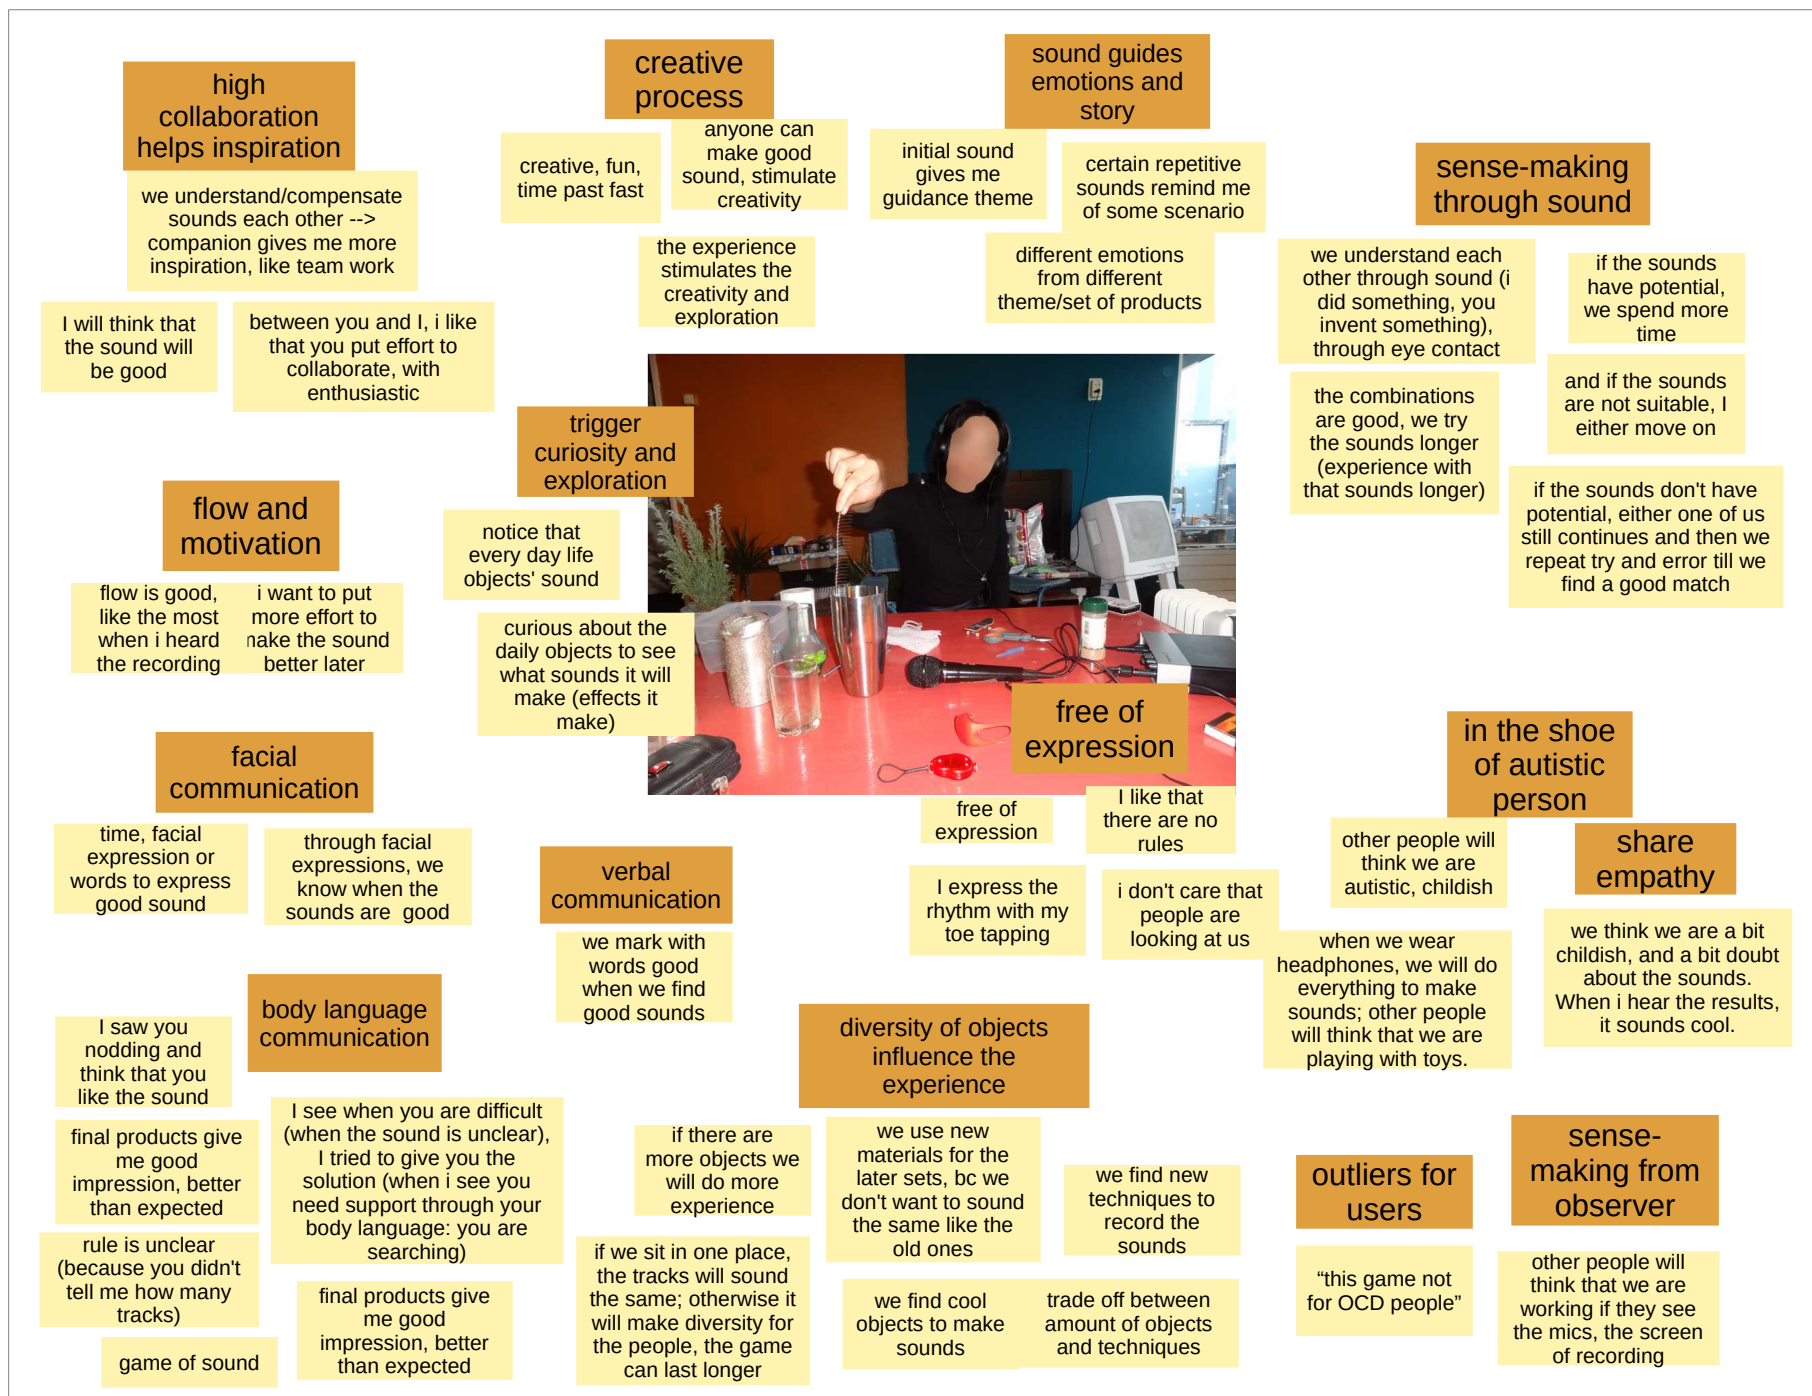 high
collaboration
helps inspiration
we understand/compensate
sounds each other -->
companion gives me more
inspiration, like team work
I will think that
the sound will
be good
between you and I, i like
that you put effort to
collaborate, with
enthusiastic
creative
process
creative, fun,
time past fast
anyone can
make good
sound, stimulate
creativity
the experience
stimulates the
creativity and
exploration
sound guides
emotions and
story
initial sound
gives me
guidance theme
certain repetitive
sounds remind me
of some scenario
different emotions
from different
theme/set of products
sense-making
through sound
we understand each
other through sound (i
did something, you
invent something),
through eye contact
if the sounds
have potential,
we spend more
time
the combinations
are good, we try
the sounds longer
(experience with
that sounds longer)
and if the sounds
are not suitable, I
either move on
if the sounds don't have
potential, either one of us
still continues and then we
repeat try and error till we
find a good match
trigger
curiosity and
exploration
notice that
every day life
objects' sound
curious about the
daily objects to see
what sounds it will
make (effects it
make)
flow and
motivation
flow is good,
like the most
when i heard
the recording
i want to put
more effort to
make the sound
better later
facial
communication
time, facial
expression or
words to express
good sound
through facial
expressions, we
know when the
sounds are  good
verbal
communication
we mark with
words good
when we find
good sounds
free of
expression
free of
expression
I like that
there are no
rules
I express the
rhythm with my
toe tapping
i don't care that
people are
looking at us
in the shoe
of autistic
person
other people will
think we are
autistic, childish
when we wear
headphones, we will do
everything to make
sounds; other people
will think that we are
playing with toys.
share
empathy
we think we are a bit
childish, and a bit doubt
about the sounds.
When i hear the results,
it sounds cool.
body language
communication
I saw you
nodding and
think that you
like the sound
I see when you are difficult
(when the sound is unclear),
I tried to give you the
solution (when i see you
need support through your
body language: you are
searching)
final products give
me good
impression, better
than expected
rule is unclear
(because you didn't
tell me how many
tracks)
final products give
me good
impression, better
than expected
game of sound
diversity of objects
influence the
experience
if there are
more objects we
will do more
experience
we use new
materials for the
later sets, bc we
don't want to sound
the same like the
old ones
we find new
techniques to
record the
sounds
if we sit in one place,
the tracks will sound
the same; otherwise it
will make diversity for
the people, the game
can last longer
we find cool
objects to make
sounds
trade off between
amount of objects
and techniques
outliers for
users
“this game not
for OCD people”
sense-
making from
observer
other people will
think that we are
working if they see
the mics, the screen
of recording